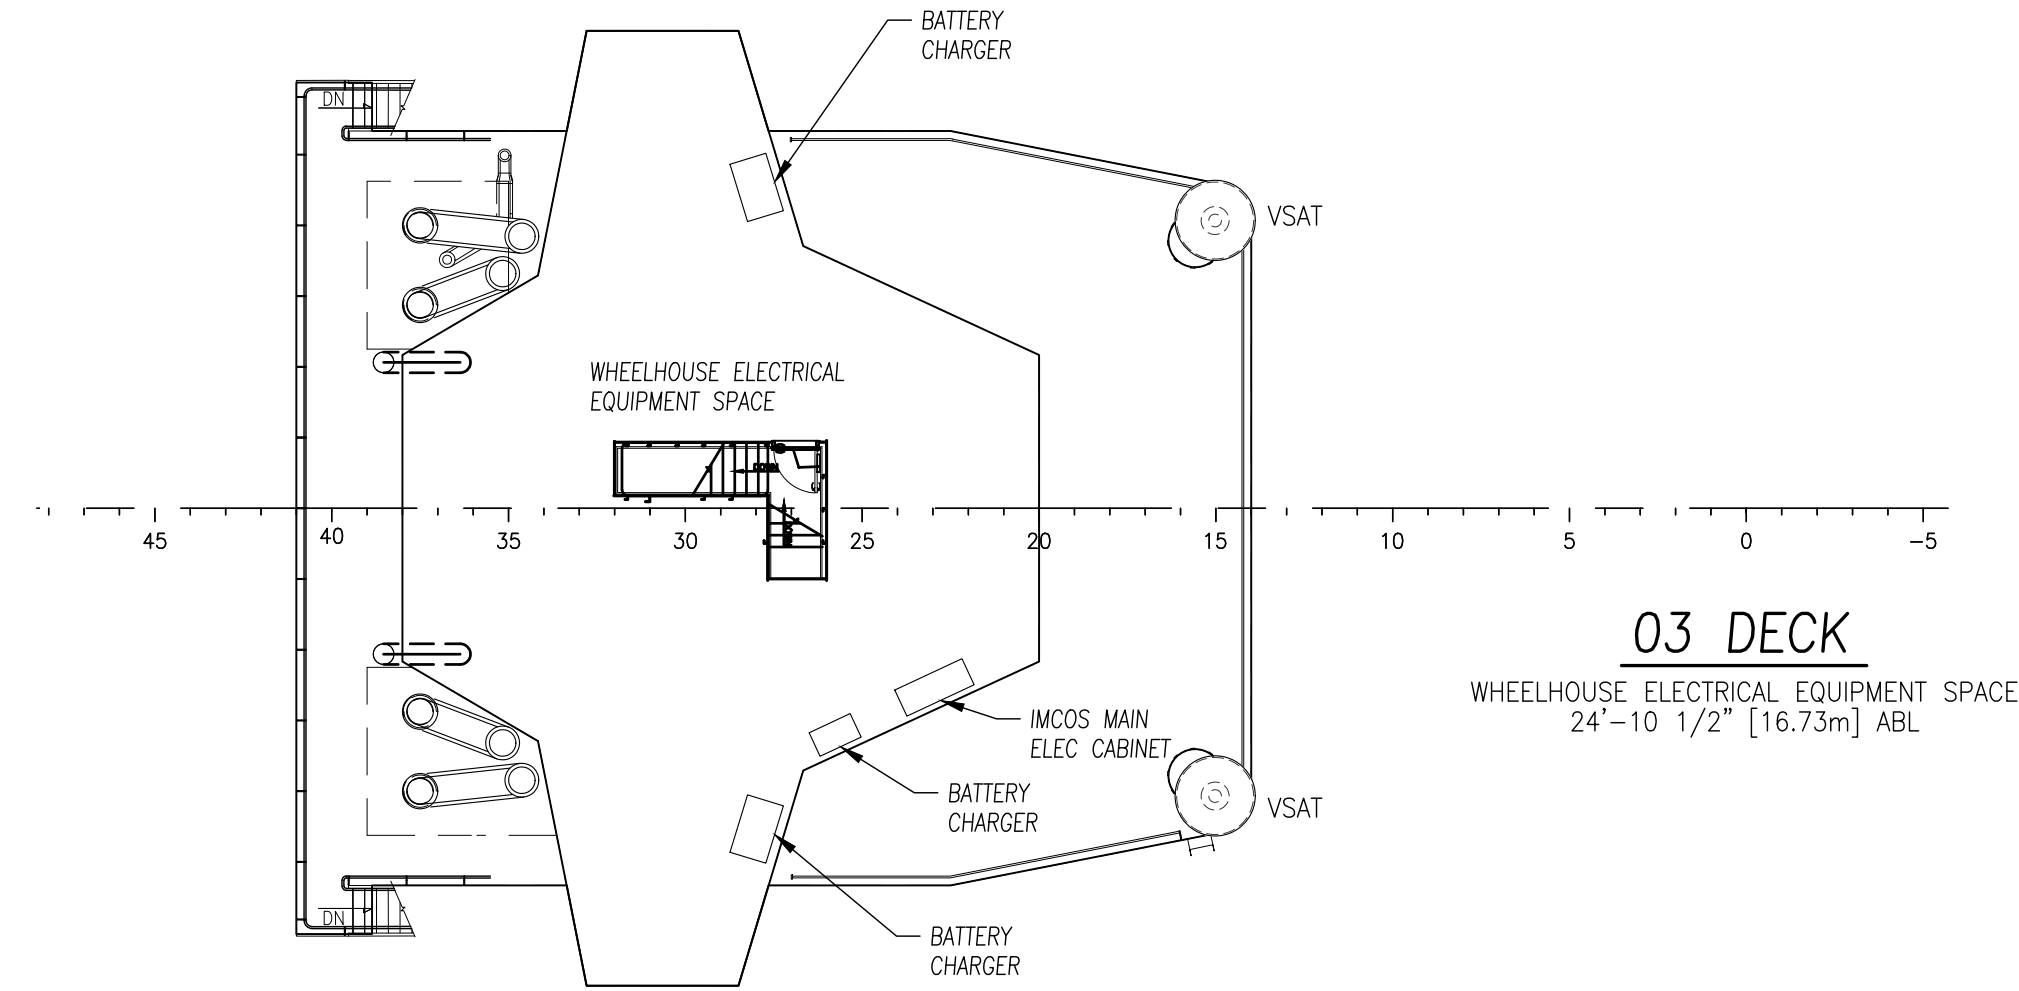 BATTERY
CHARGER
DN
VSAT
WHEELHOUSE ELECTRICAL
EQUIPMENT SPACE
DOWN
DOWN
45 40 35 30 25 20 15 10 5 0 -5
03 DECK
WHEELHOUSE ELECTRICAL EQUIPMENT SPACE
24'-10 1/2" [16.73m] ABL
IMCOS MAIN
ELEC CABINET
BATTERY
CHARGER
VSAT
DN
BATTERY
CHARGER